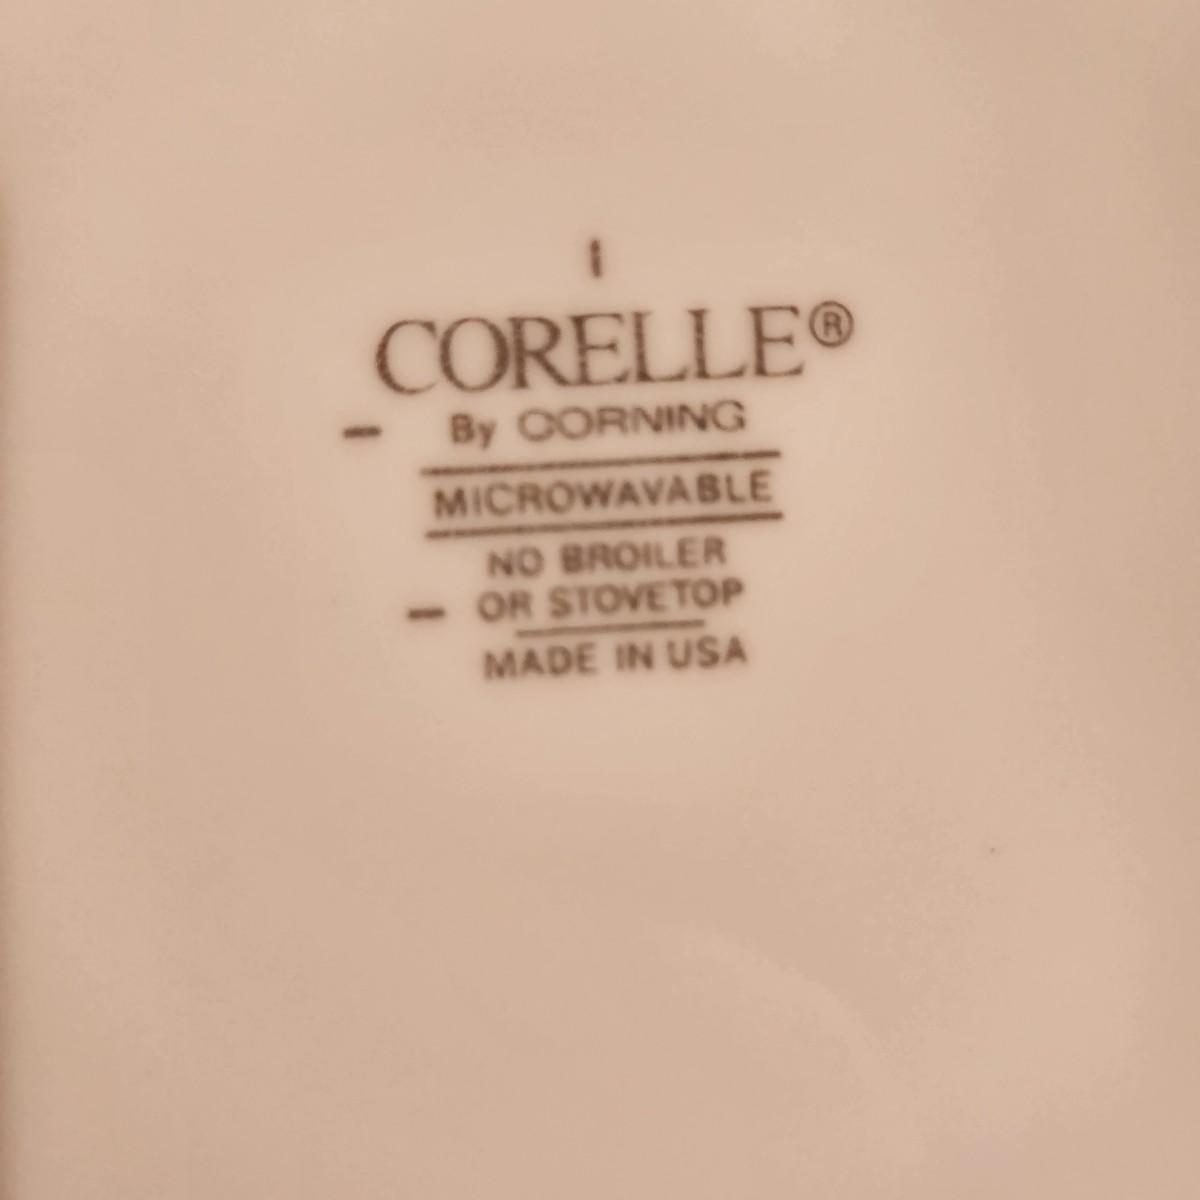 CORELLE®
By CORNING
MICROWAVABLE
NO BROILER
OR STOVETOP
MADE IN USA